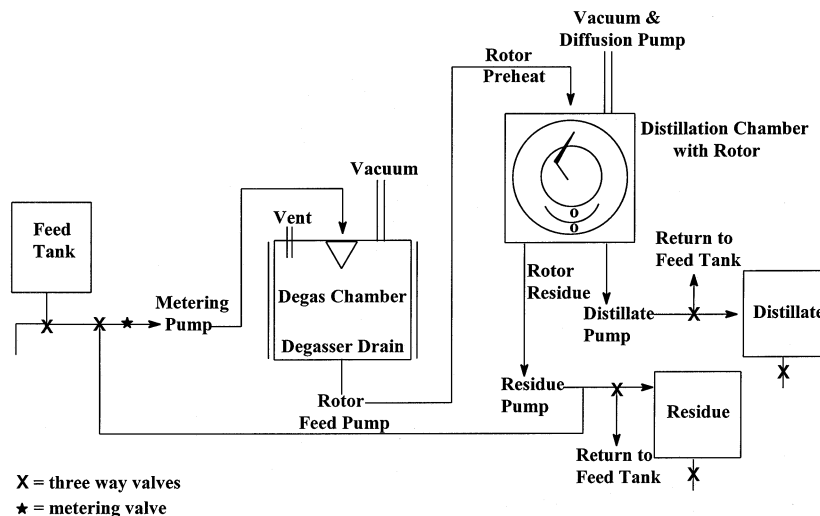 Vacuum &
Diffusion Pump
Rotor
Preheat
Distillation Chamber
with Rotor
Vacuum
Vent
Feed
Tank
Degas Chamber
Degasser Drain
Metering
Pump
Rotor
Feed Pump
Rotor
Residue
Return to
Feed Tank
Distillate
Pump
Distillate
Residue
Pump
Residue
Return to
Feed Tank
X = three way valves
★ = metering valve